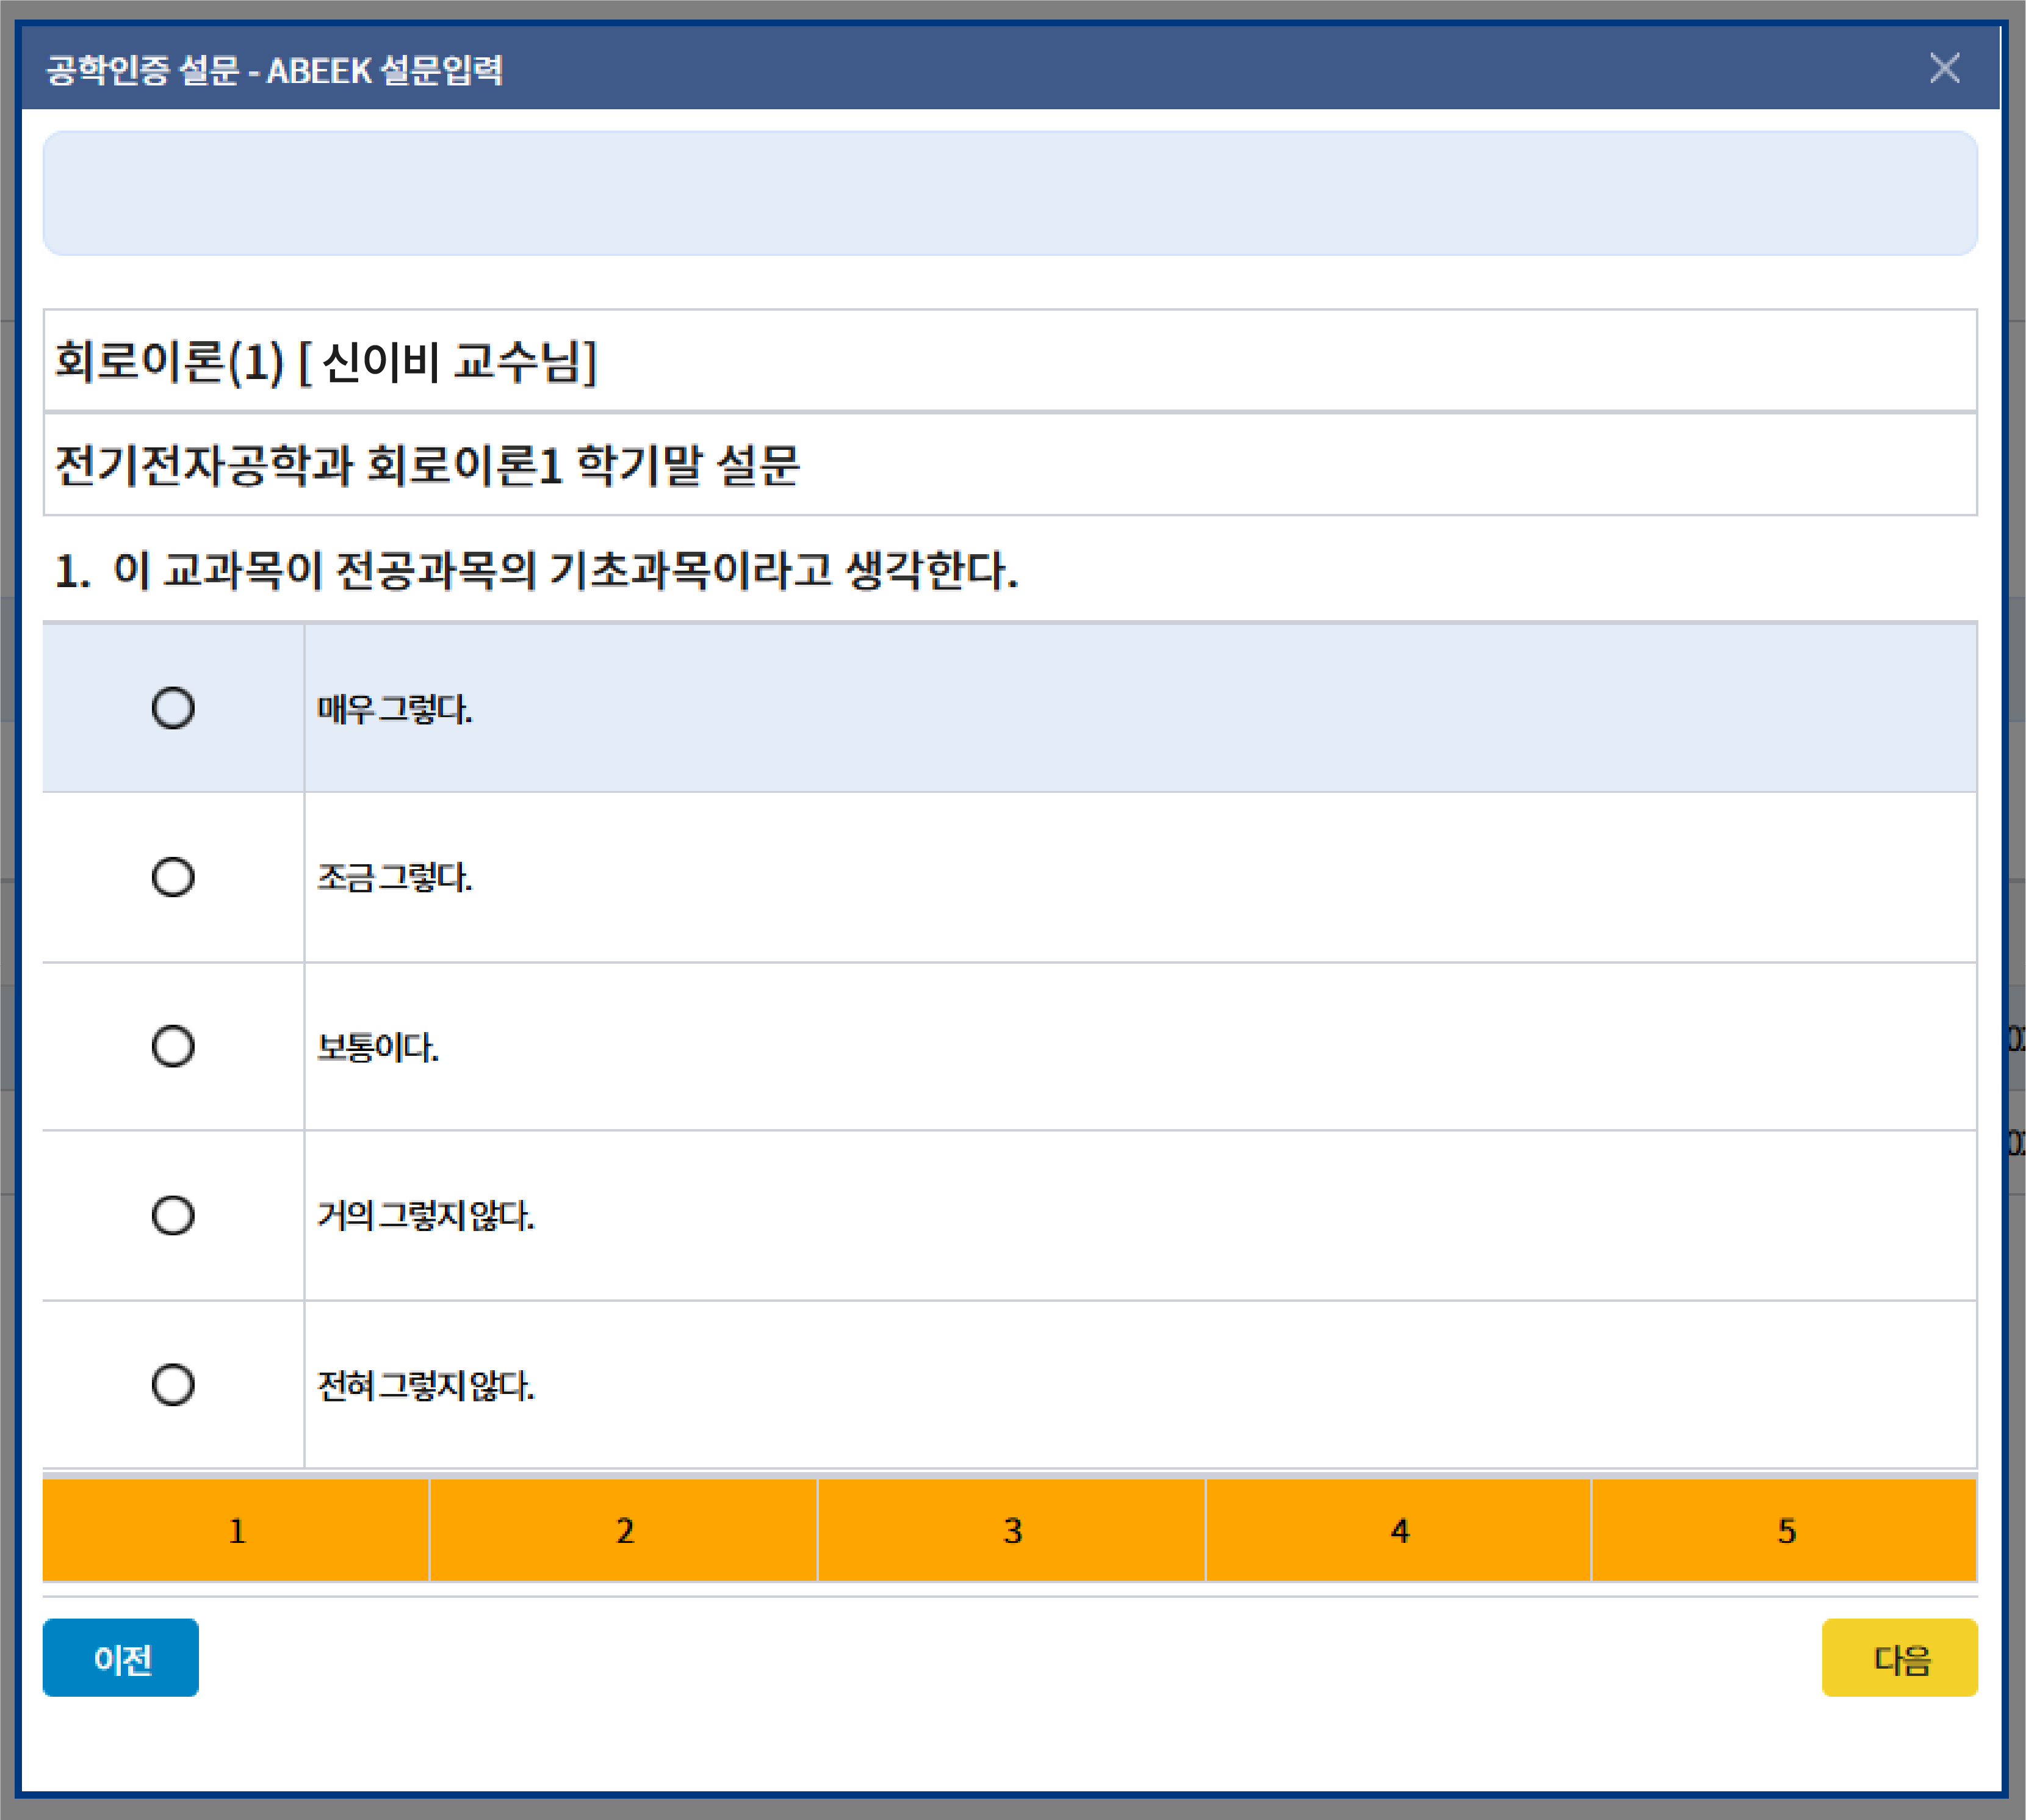 공학인증 설문 - ABEEK 설문입력
회로이론(1) [ 신이비 교수님]
전기전자공학과 회로이론1 학기말 설문
1. 이 교과목이 전공과목의 기초과목이라고 생각한다.
매우 그렇다.
조금 그렇다.
보통이다.
거의 그렇지 않다.
전혀 그렇지 않다.
1 2 3 4 5
이전 다음